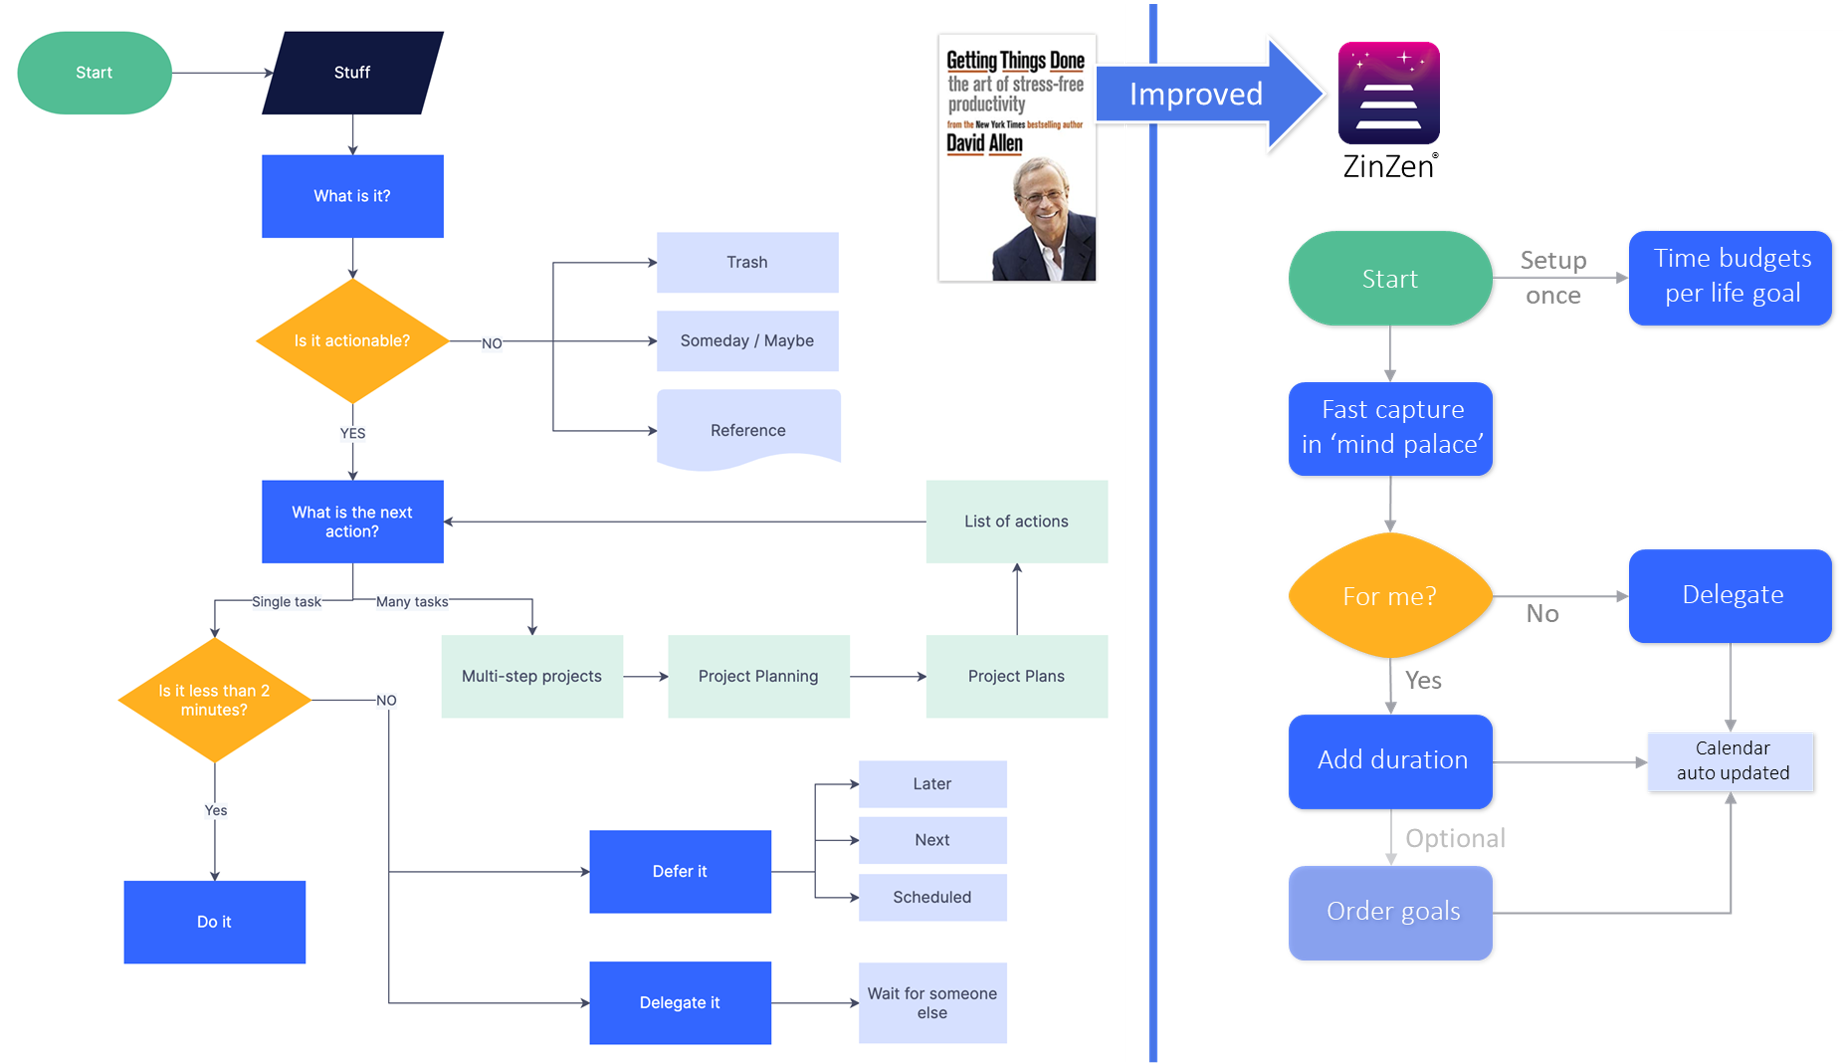 Start
Stuff
What is it?
Is it actionable?
NO
Trash
Someday / Maybe
Reference
YES
What is the next
action?
List of actions
Single task
Many tasks
Is it less than 2
minutes?
NO
Multi-step projects
Project Planning
Project Plans
Yes
Do it
Defer it
Later
Next
Scheduled
Delegate it
Wait for someone
else
Getting Things Done
the art of stress-free
productivity
from the New York Times bestselling author
David Allen
Improved
ZinZen®
Start
Setup
once
Time budgets
per life goal
Fast capture
in ‘mind palace’
For me?
No
Delegate
Yes
Add duration
Calendar
auto updated
Optional
Order goals